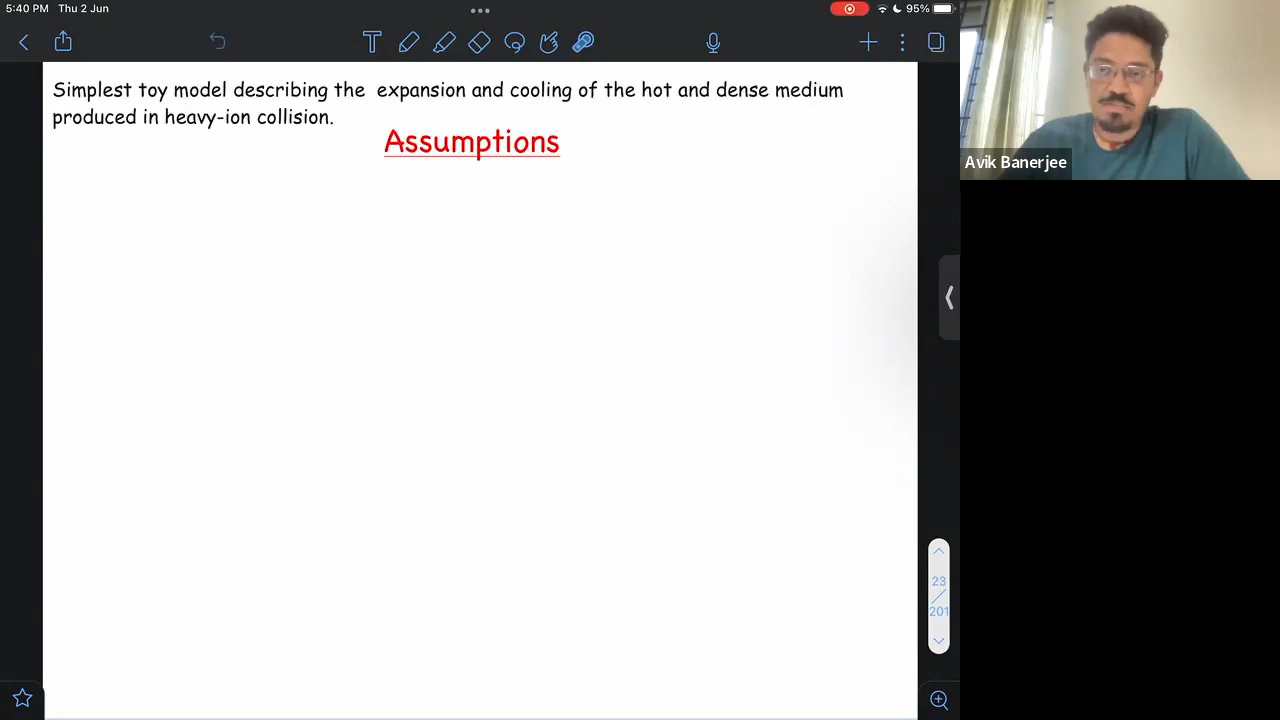 5:40 PM Thu 2 Jun
95%
Simplest toy model describing the expansion and cooling of the hot and dense medium
produced in heavy-ion collision.
Assumptions
Avik Banerjee
23
201